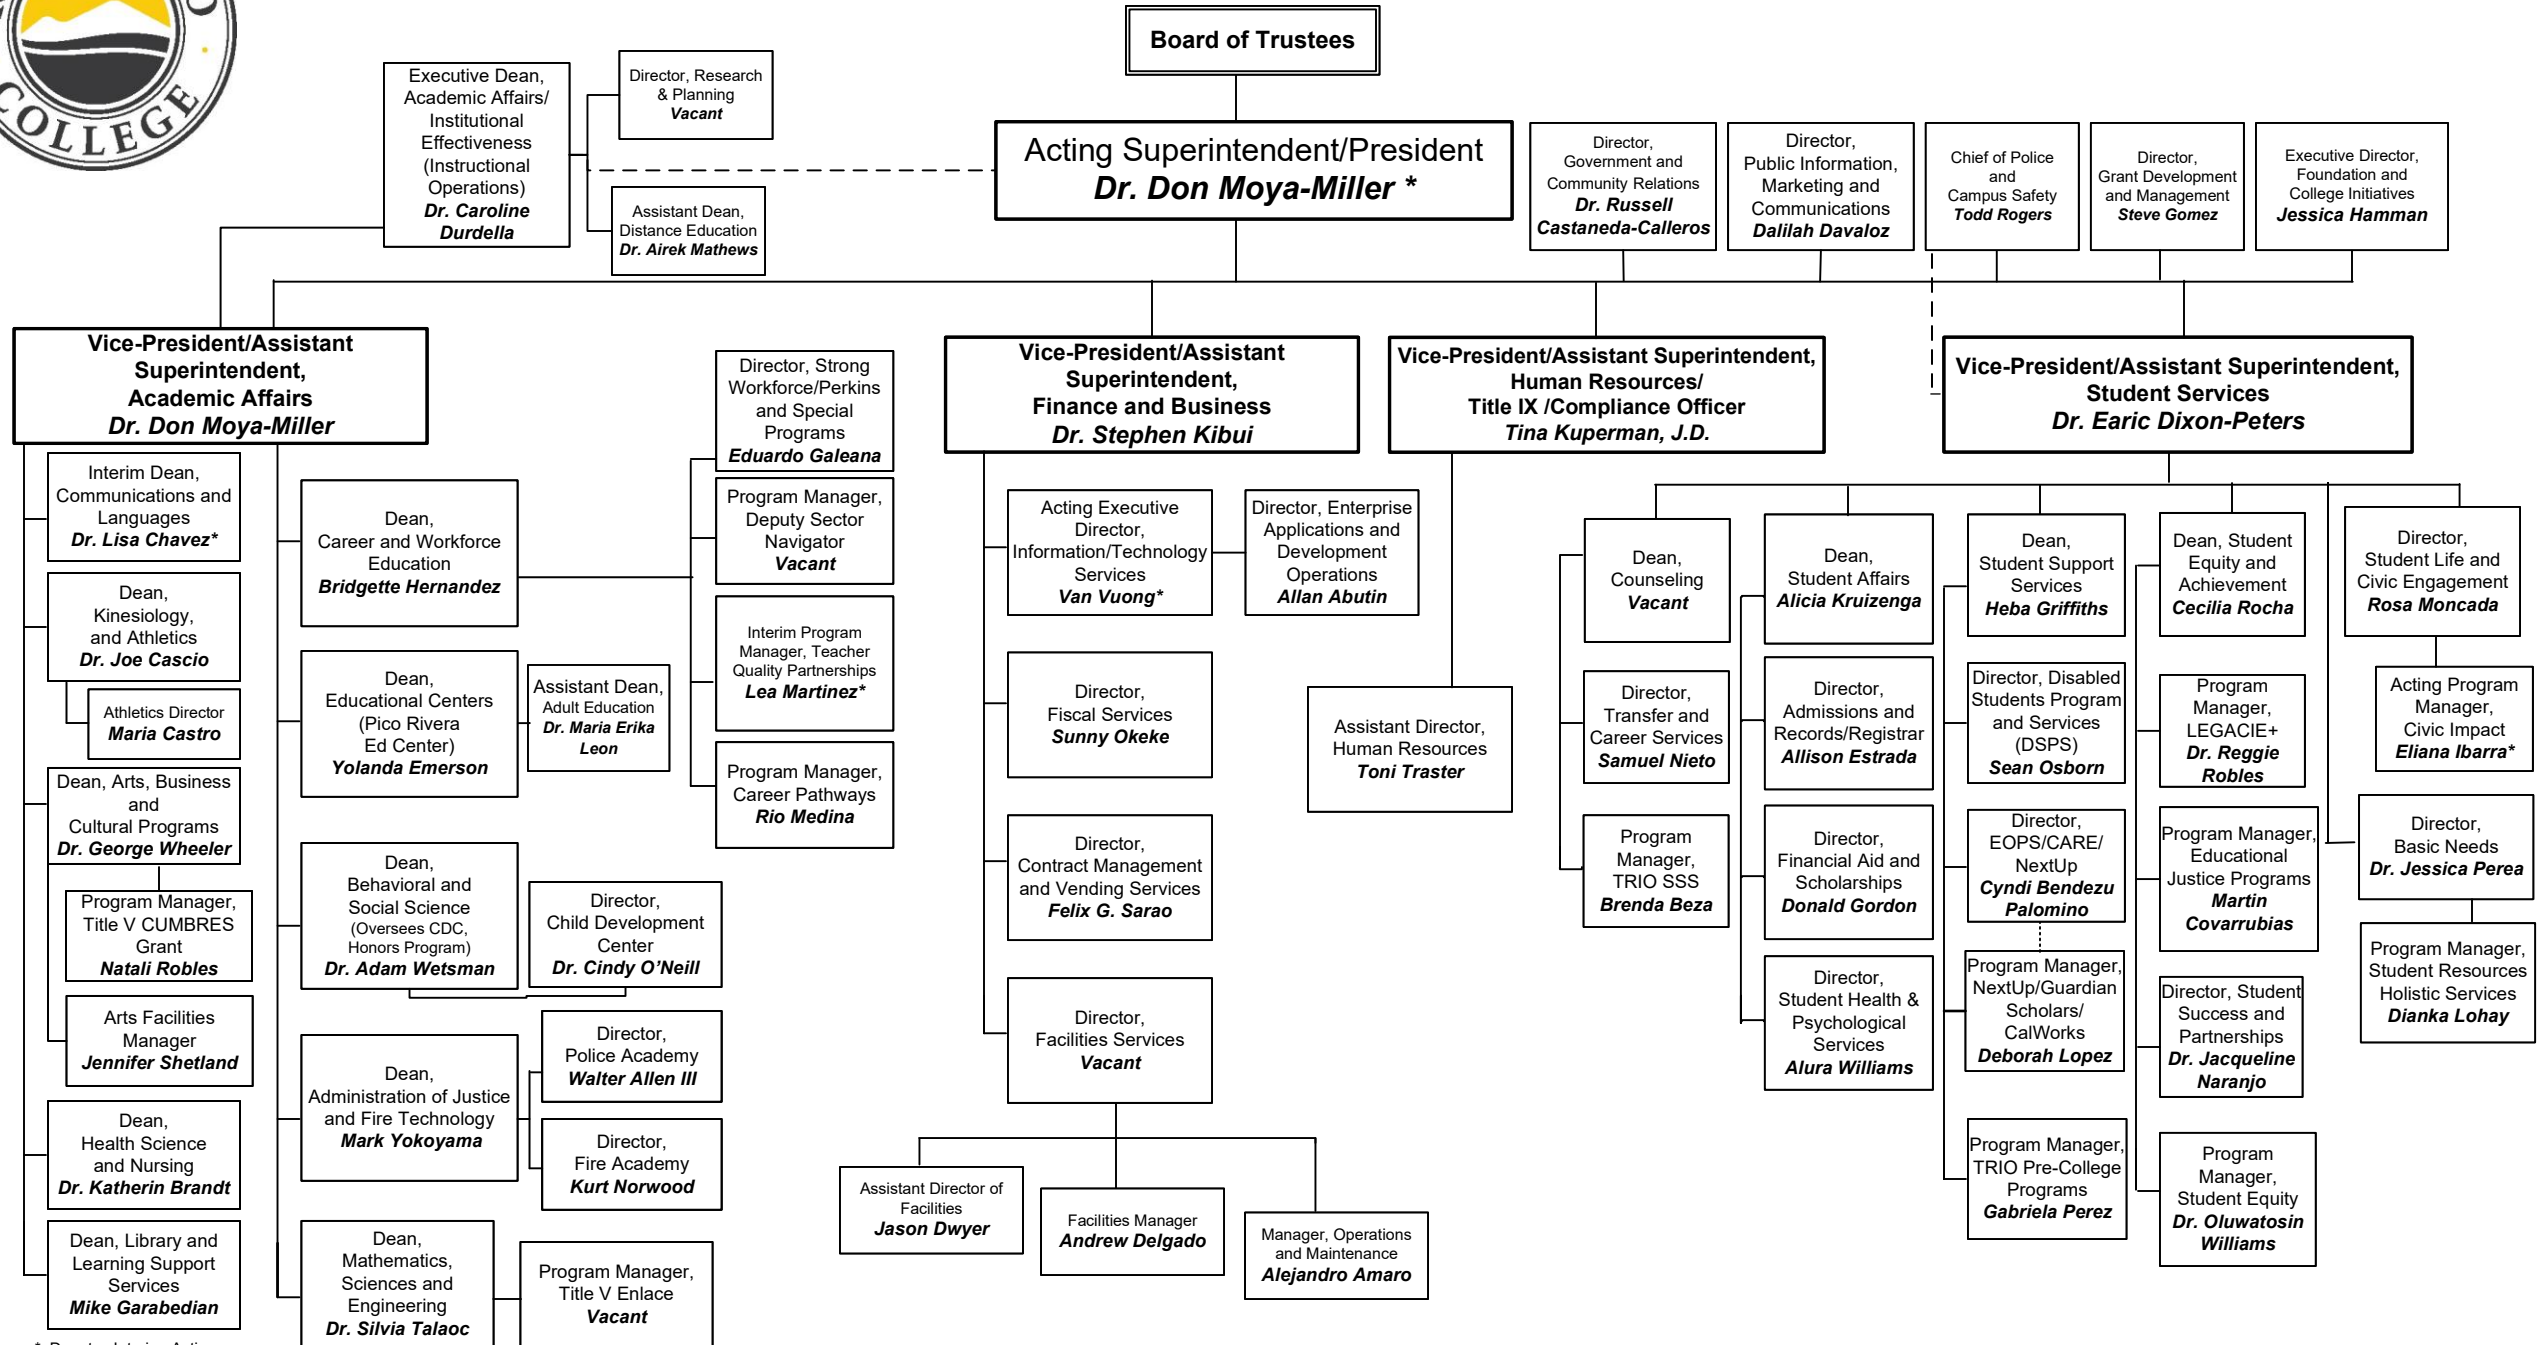 COLLEGE
Board of Trustees
Executive Dean,
Academic Affairs/
Institutional
Effectiveness
(Instructional
Operations)
Dr. Caroline
Durdella
Director, Research
& Planning
Vacant
Assistant Dean,
Distance Education
Dr. Airek Mathews
Acting Superintendent/President
Dr. Don Moya-Miller *
Director,
Government and
Community Relations
Dr. Russell
Castaneda-Calleros
Director,
Public Information,
Marketing and
Communications
Dalilah Davaloz
Chief of Police
and
Campus Safety
Todd Rogers
Director,
Grant Development
and Management
Steve Gomez
Executive Director,
Foundation and
College Initiatives
Jessica Hamman
Vice-President/Assistant
Superintendent,
Academic Affairs
Dr. Don Moya-Miller
Interim Dean,
Communications and
Languages
Dr. Lisa Chavez*
Dean,
Kinesiology,
and Athletics
Dr. Joe Cascio
Athletics Director
Maria Castro
Dean, Arts, Business
and
Cultural Programs
Dr. George Wheeler
Program Manager,
Title V CUMBRES
Grant
Natali Robles
Arts Facilities
Manager
Jennifer Shetland
Dean,
Health Science
and Nursing
Dr. Katherin Brandt
Dean, Library and
Learning Support
Services
Mike Garabedian
Dean,
Career and Workforce
Education
Bridgette Hernandez
Director, Strong
Workforce/Perkins
and Special
Programs
Eduardo Galeana
Program Manager,
Deputy Sector
Navigator
Vacant
Interim Program
Manager, Teacher
Quality Partnerships
Lea Martinez*
Program Manager,
Career Pathways
Rio Medina
Dean,
Educational Centers
(Pico Rivera
Ed Center)
Yolanda Emerson
Assistant Dean,
Adult Education
Dr. Maria Erika
Leon
Dean,
Behavioral and
Social Science
(Oversees CDC,
Honors Program)
Dr. Adam Wetsman
Director,
Child Development
Center
Dr. Cindy O’Neill
Dean,
Administration of Justice
and Fire Technology
Mark Yokoyama
Director,
Police Academy
Walter Allen III
Director,
Fire Academy
Kurt Norwood
Dean,
Mathematics,
Sciences and
Engineering
Dr. Silvia Talaoc
Program Manager,
Title V Enlace
Vacant
Vice-President/Assistant
Superintendent,
Finance and Business
Dr. Stephen Kibui
Acting Executive
Director,
Information/Technology
Services
Van Vuong*
Director, Enterprise
Applications and
Development
Operations
Allan Abutin
Director,
Fiscal Services
Sunny Okeke
Director,
Contract Management
and Vending Services
Felix G. Sarao
Director,
Facilities Services
Vacant
Assistant Director of
Facilities
Jason Dwyer
Facilities Manager
Andrew Delgado
Manager, Operations
and Maintenance
Alejandro Amaro
Vice-President/Assistant Superintendent,
Human Resources/
Title IX /Compliance Officer
Tina Kuperman, J.D.
Assistant Director,
Human Resources
Toni Traster
Vice-President/Assistant Superintendent,
Student Services
Dr. Earic Dixon-Peters
Dean,
Counseling
Vacant
Director,
Transfer and
Career Services
Samuel Nieto
Program
Manager,
TRIO SSS
Brenda Beza
Dean,
Student Affairs
Alicia Kruizenga
Director,
Admissions and
Records/Registrar
Allison Estrada
Director,
Financial Aid and
Scholarships
Donald Gordon
Director,
Student Health &
Psychological
Services
Alura Williams
Dean,
Student Support
Services
Heba Griffiths
Director, Disabled
Students Program
and Services
(DSPS)
Sean Osborn
Director,
EOPS/CARE/
NextUp
Cyndi Bendezu
Palomino
Program Manager,
NextUp/Guardian
Scholars/
CalWorks
Deborah Lopez
Program Manager,
TRIO Pre-College
Programs
Gabriela Perez
Dean, Student
Equity and
Achievement
Cecilia Rocha
Program
Manager,
LEGACIE+
Dr. Reggie
Robles
Program Manager,
Educational
Justice Programs
Martin
Covarrubias
Director, Student
Success and
Partnerships
Dr. Jacqueline
Naranjo
Program
Manager,
Student Equity
Dr. Oluwatosin
Williams
Director,
Student Life and
Civic Engagement
Rosa Moncada
Acting Program
Manager,
Civic Impact
Eliana Ibarra*
Director,
Basic Needs
Dr. Jessica Perea
Program Manager,
Student Resources
Holistic Services
Dianka Lohay